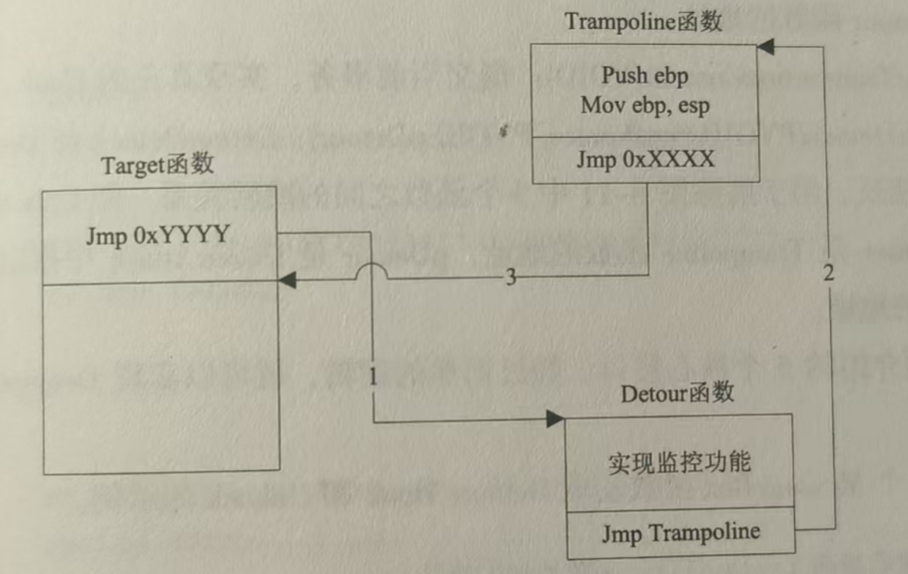 Trampoline函数
Push ebp
Mov ebp, esp
Jmp 0xXXXX
Target函数
Jmp 0xYYYY
3
2
1
Detour函数
实现监控功能
Jmp Trampoline